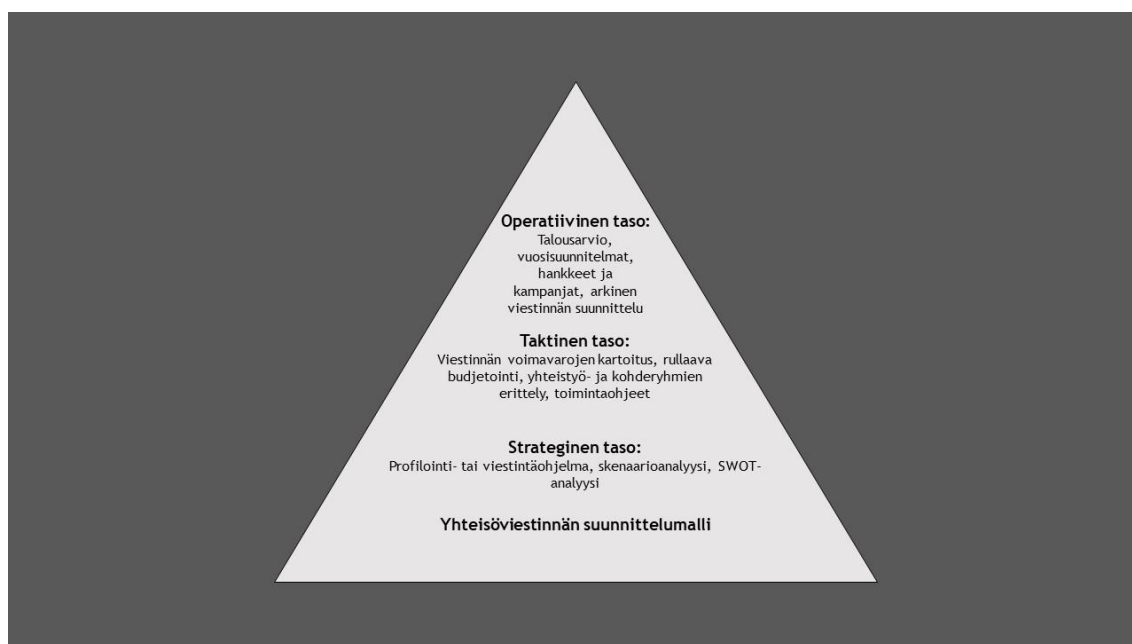 Operatiivinen taso:
Talousarvio,
vuosisuunnitelmat,
hankkeet ja
kampanjat, arkinen
viestinnän suunnittelu
Taktinen taso:
Viestinnän voimavarojen kartoitus, rullaava
budjetointi, yhteistyö- ja kohderyhmien
erittely, toimintaohjeet
Strateginen taso:
Profilointi- tai viestintäohjelma, skenaarioanalyysi, SWOT-
analyysi
Yhteisöviestinnän suunnittelumalli